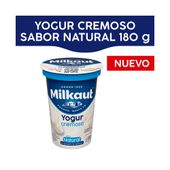 YOGUR CREMOSO
SABOR NATURAL 180 g
NUEVO
Milkaut
Yogur
cremoso
Natural